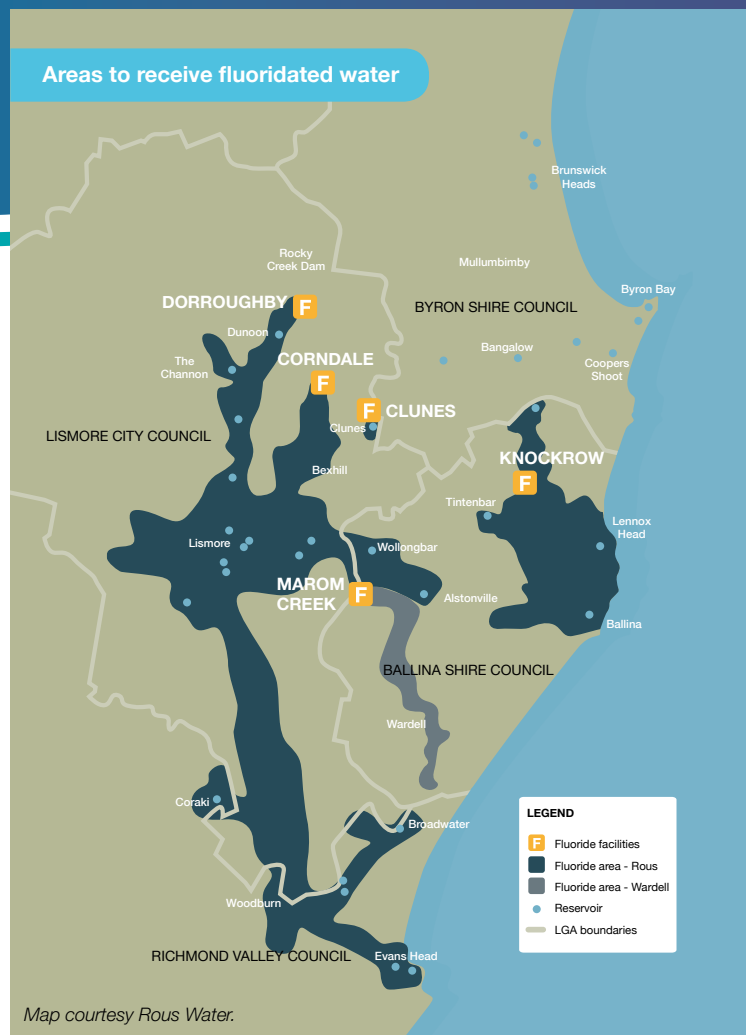 Areas to receive fluoridated water
Brunswick
Heads
Rocky
Creek Dam
Mullumbimby
Byron Bay
DORROUGHBY
F
BYRON SHIRE COUNCIL
Dunoon
Bangalow
CORNDALE
The
Channon
Coopers
Shoot
F
F
CLUNES
Clunes
LISMORE CITY COUNCIL
KNOCKROW
Bexhill
F
Tintenbar
Lennox
Head
Lismore
Wollongbar
MAROM
CREEK
F
Alstonville
Ballina
BALLINA SHIRE COUNCIL
Wardell
Coraki
Broadwater
Woodburn
RICHMOND VALLEY COUNCIL
Evans Head
LEGEND
F Fluoride facilities
Fluoride area - Rous
Fluoride area - Wardell
Reservoir
LGA boundaries
Map courtesy Rous Water.